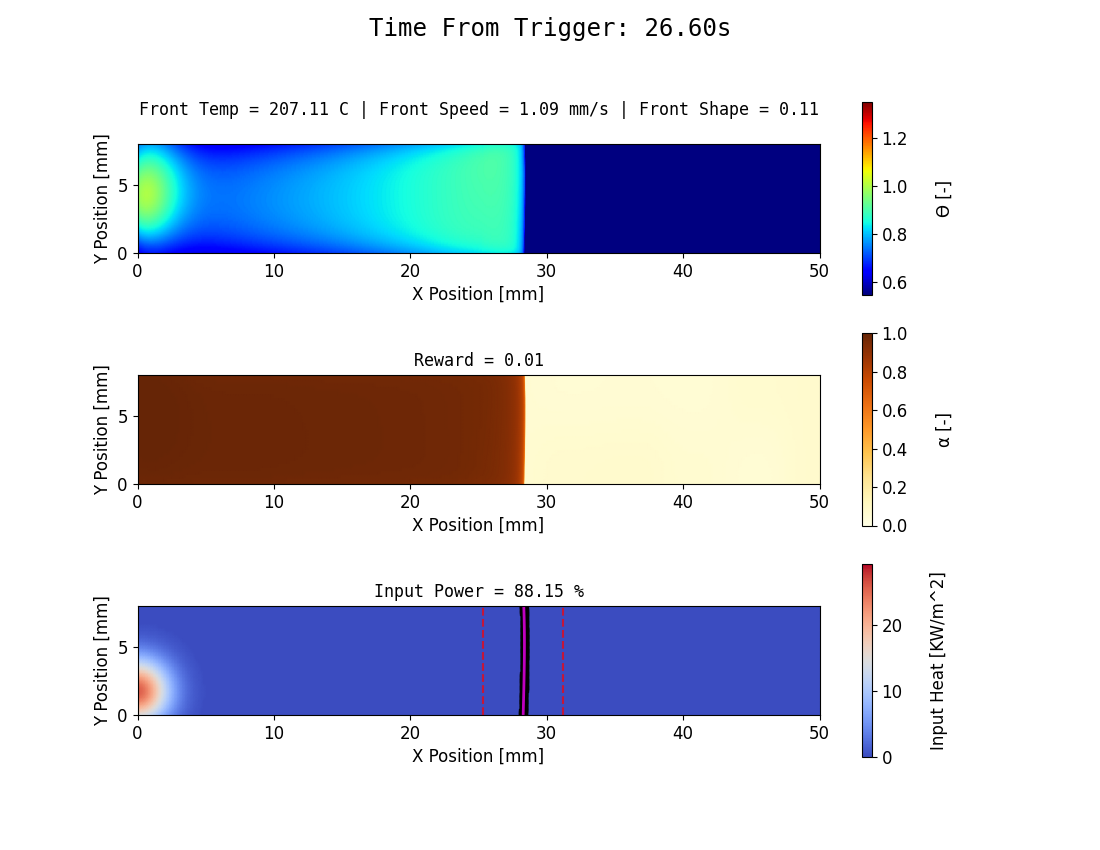 Time From Trigger: 26.60s
Front Temp = 207.11 C | Front Speed = 1.09 mm/s | Front Shape = 0.11
Y Position [mm]
5
0
0 10 20 30 40 50
X Position [mm]
1.2
1.0
0.8
0.6
Θ [-]
Reward = 0.01
Y Position [mm]
5
0
0 10 20 30 40 50
X Position [mm]
1.0
0.8
0.6
0.4
0.2
0.0
α [-]
Input Power = 88.15 %
Y Position [mm]
5
0
0 10 20 30 40 50
X Position [mm]
20
10
0
Input Heat [KW/m^2]